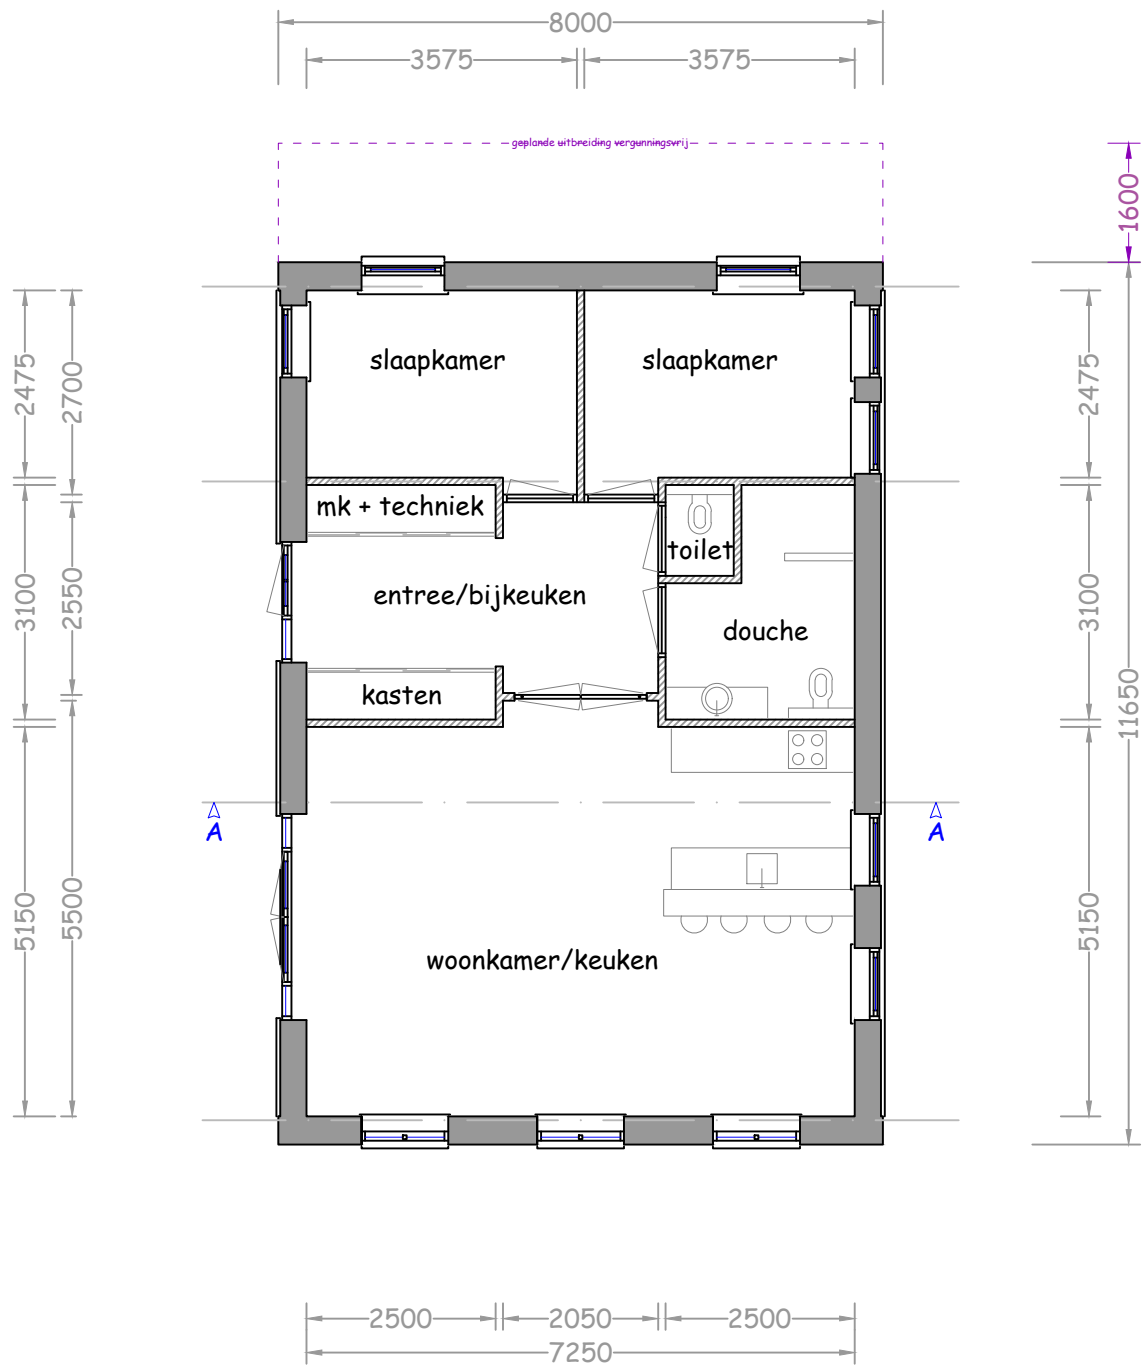 8000
3575 3575
geplande uitbreiding vergunningsvrij
1600
2475 2700 slaapkamer slaapkamer 2475
mk + techniek toilet
3100 2550 entree/bijkeuken 3100
douche
kasten
11650
A A
5150 5500 5150
woonkamer/keuken
2500 2050 2500
7250